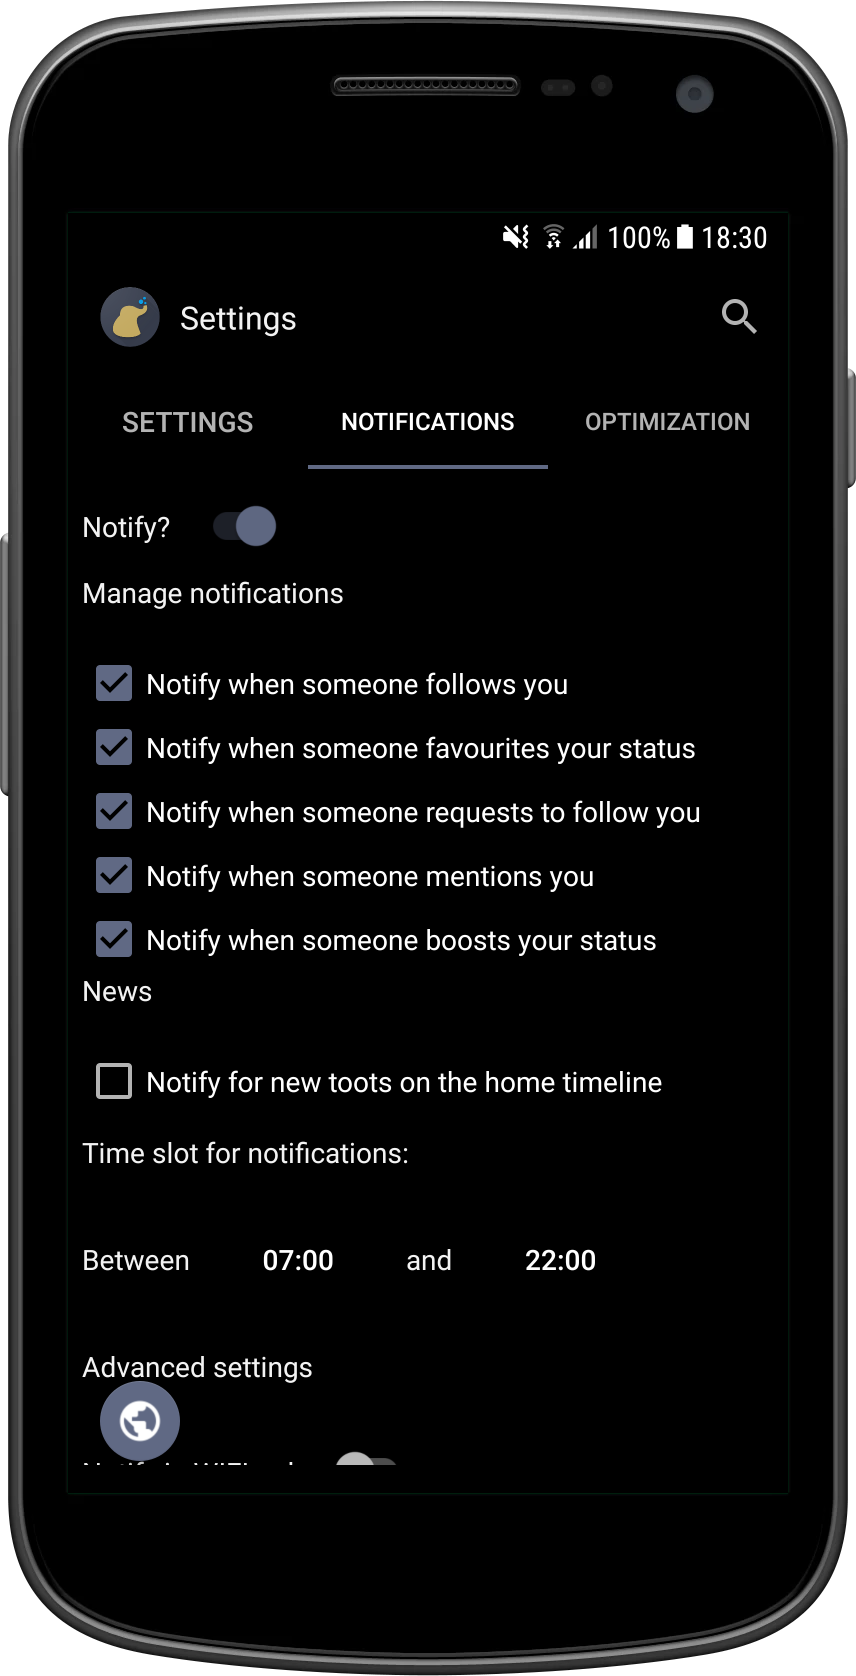 100% 18:30
Settings
SETTINGS NOTIFICATIONS OPTIMIZATION
Notify?
Manage notifications
Notify when someone follows you
Notify when someone favourites your status
Notify when someone requests to follow you
Notify when someone mentions you
Notify when someone boosts your status
News
Notify for new toots on the home timeline
Time slot for notifications:
Between 07:00 and 22:00
Advanced settings